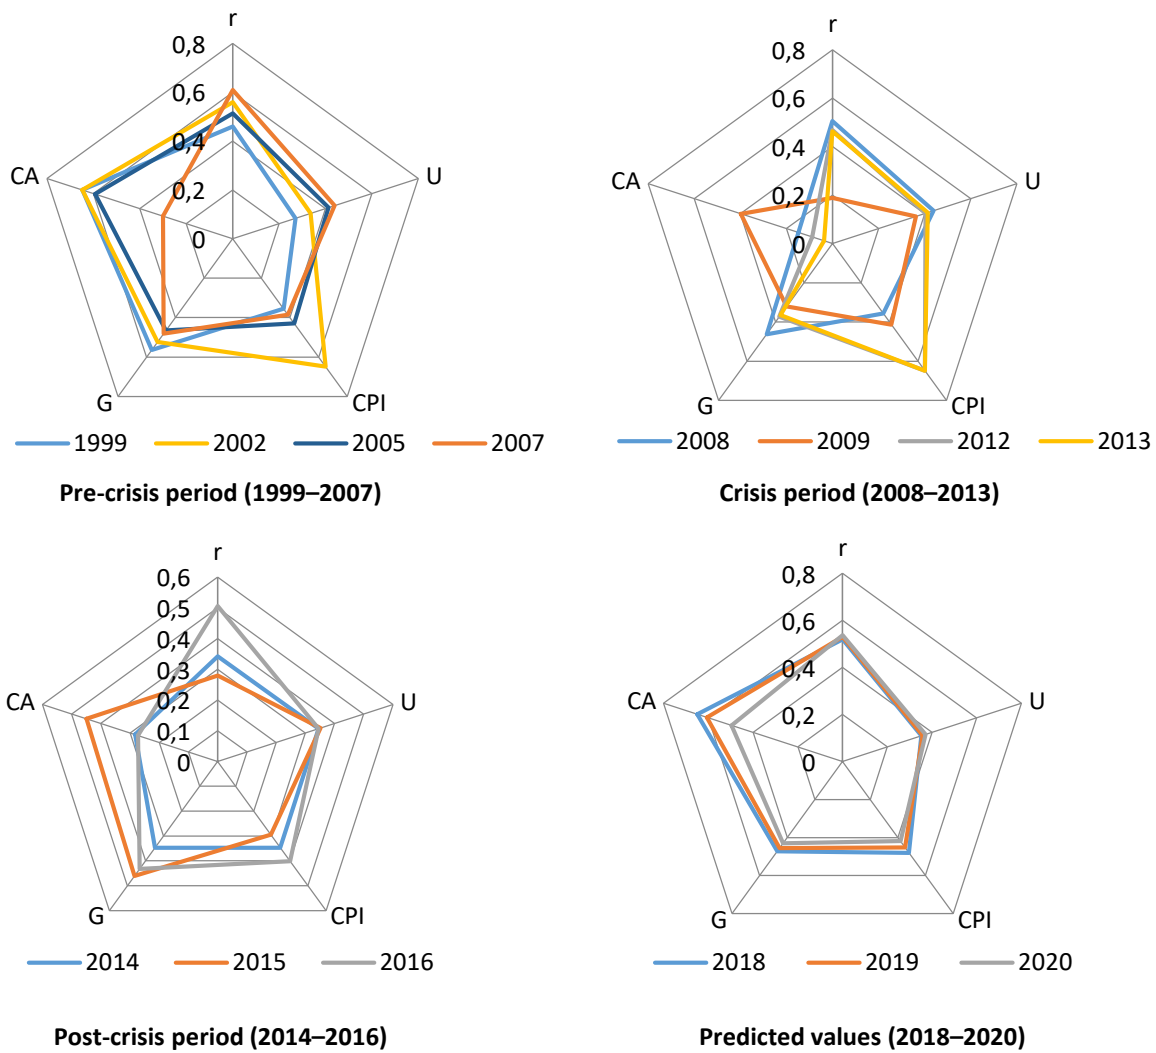 r
0,8
0,6
0,4
0,2
0
CA
U
G
CPI
1999 2002 2005 2007
Pre-crisis period (1999–2007)
r
0,8
0,6
0,4
0,2
0
CA
U
G
CPI
2008 2009 2012 2013
Crisis period (2008–2013)
r
0,6
0,5
0,4
0,3
0,2
0,1
0
CA
U
G
CPI
2014 2015 2016
Post-crisis period (2014–2016)
r
0,8
0,6
0,4
0,2
0
CA
U
G
CPI
2018 2019 2020
Predicted values (2018–2020)